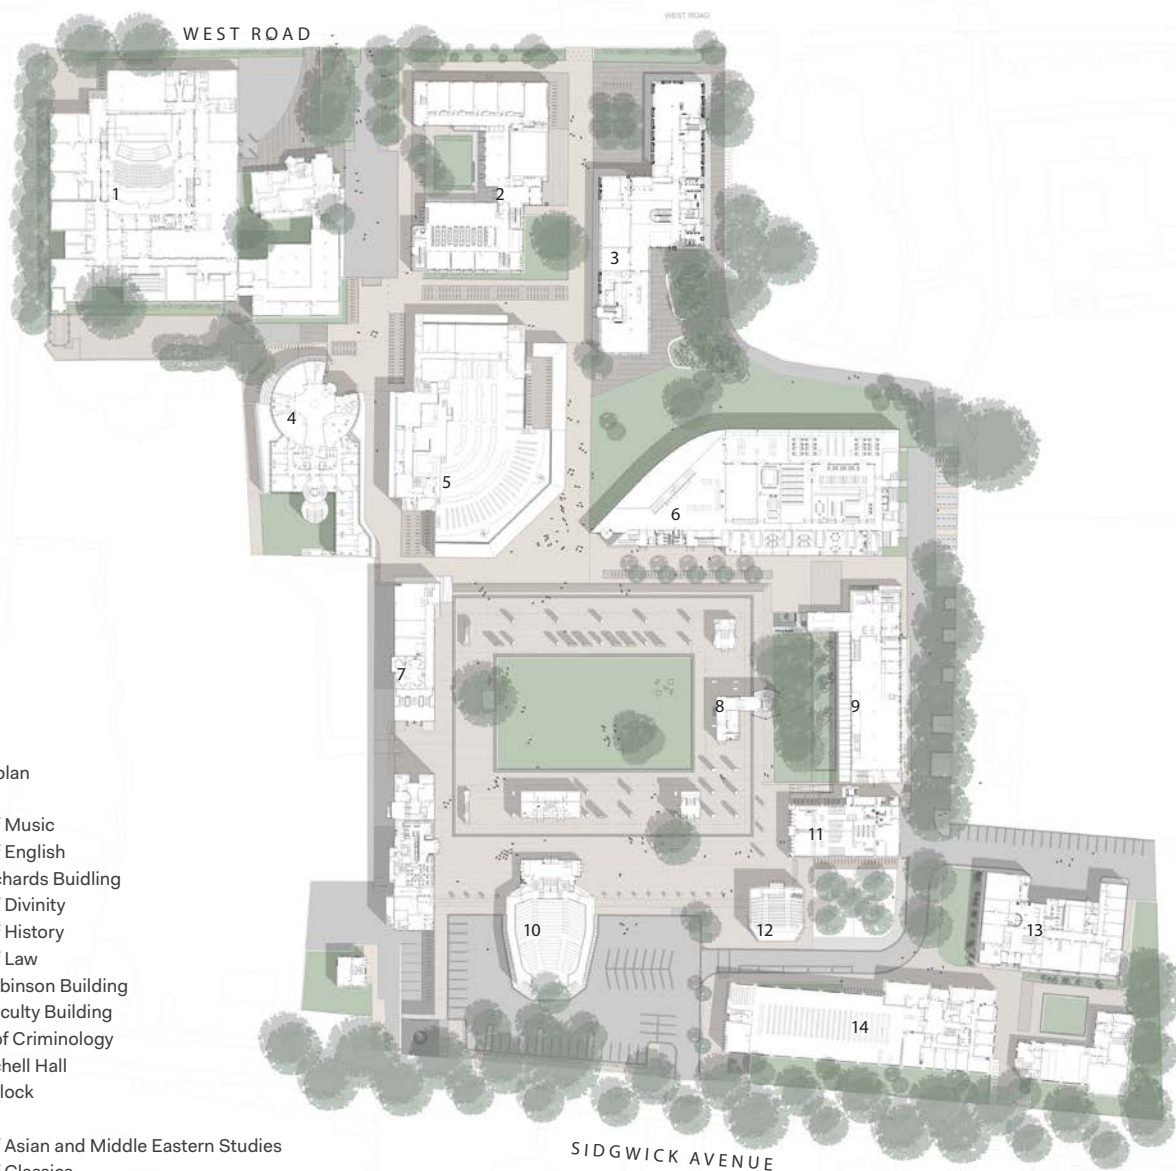 WEST ROAD
WEST ROAD
1
2
3
4
5
6
7
8
9
10
11
12
13
14
plan
f Music
f English
chards Buidling
f Divinity
f History
f Law
binson Building
culty Building
of Criminology
chell Hall
lock
f Asian and Middle Eastern Studies
f Classics
SIDGWICK AVENUE